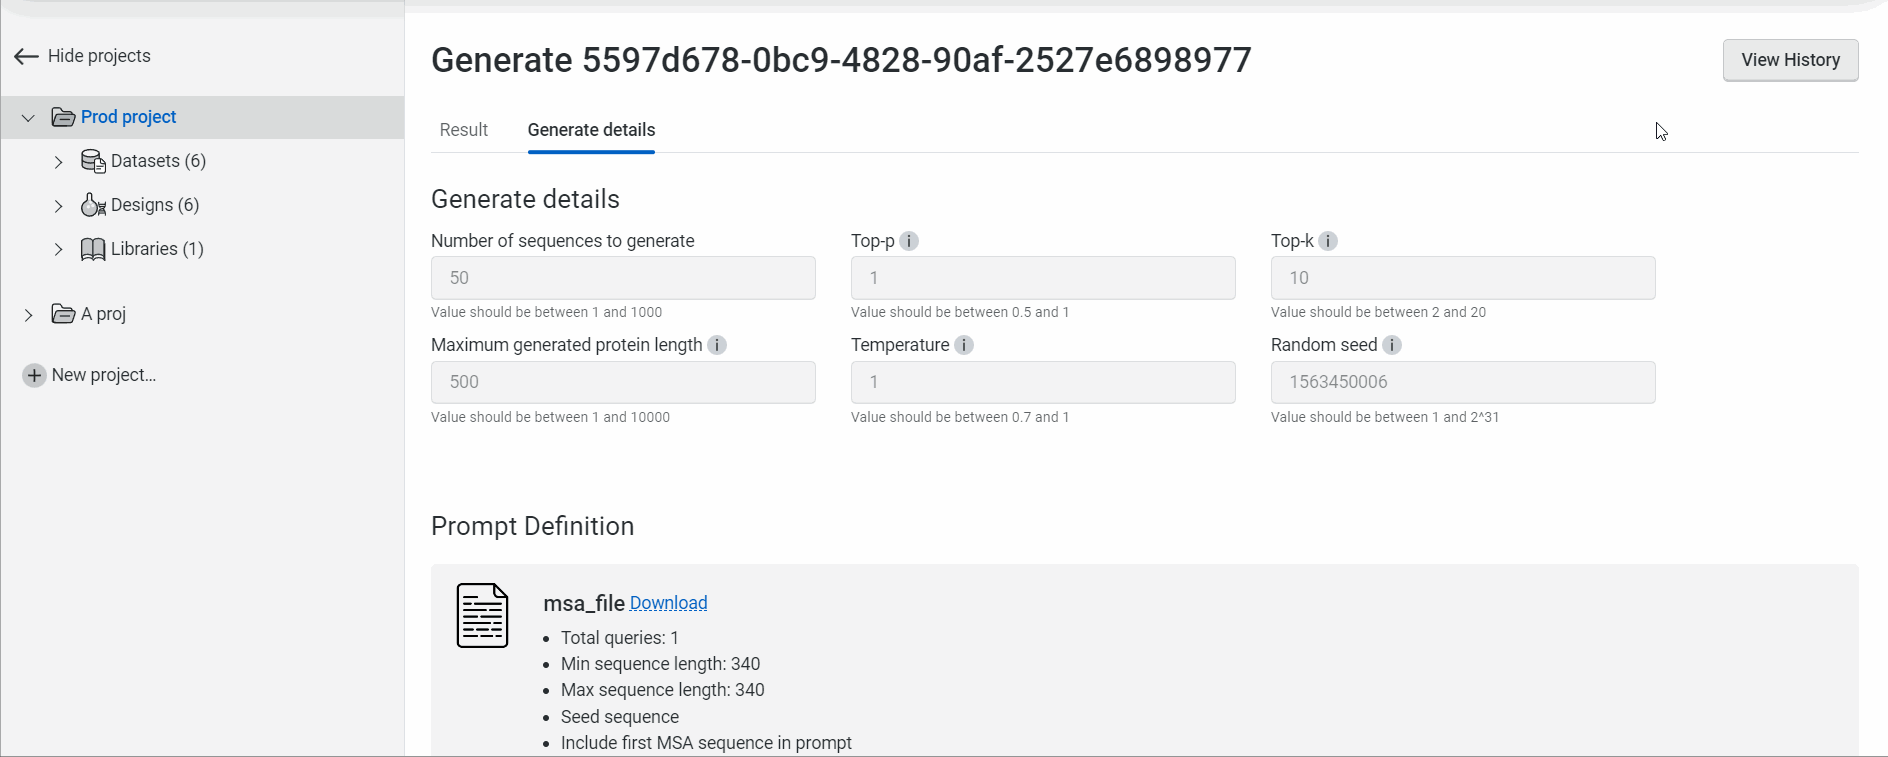 Hide projects
Prod project
Datasets (6)
Designs (6)
Libraries (1)
A proj
New project...
Generate 5597d678-0bc9-4828-90af-2527e6898977
View History
Result
Generate details
Generate details
Number of sequences to generate
50
Value should be between 1 and 1000
Top-p
1
Value should be between 0.5 and 1
Top-k
10
Value should be between 2 and 20
Maximum generated protein length
500
Value should be between 1 and 10000
Temperature
1
Value should be between 0.7 and 1
Random seed
1563450006
Value should be between 1 and 2^31
Prompt Definition
msa_file Download
• Total queries: 1
• Min sequence length: 340
• Max sequence length: 340
• Seed sequence
• Include first MSA sequence in prompt